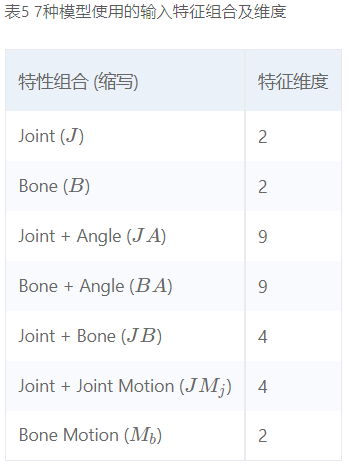 表5 7种模型使用的输入特征组合及维度
特性组合 (缩写) 特征维度
Joint (J) 2
Bone (B) 2
Joint + Angle (JA) 9
Bone + Angle (BA) 9
Joint + Bone (JB) 4
Joint + Joint Motion (JM_j) 4
Bone Motion (M_b) 2